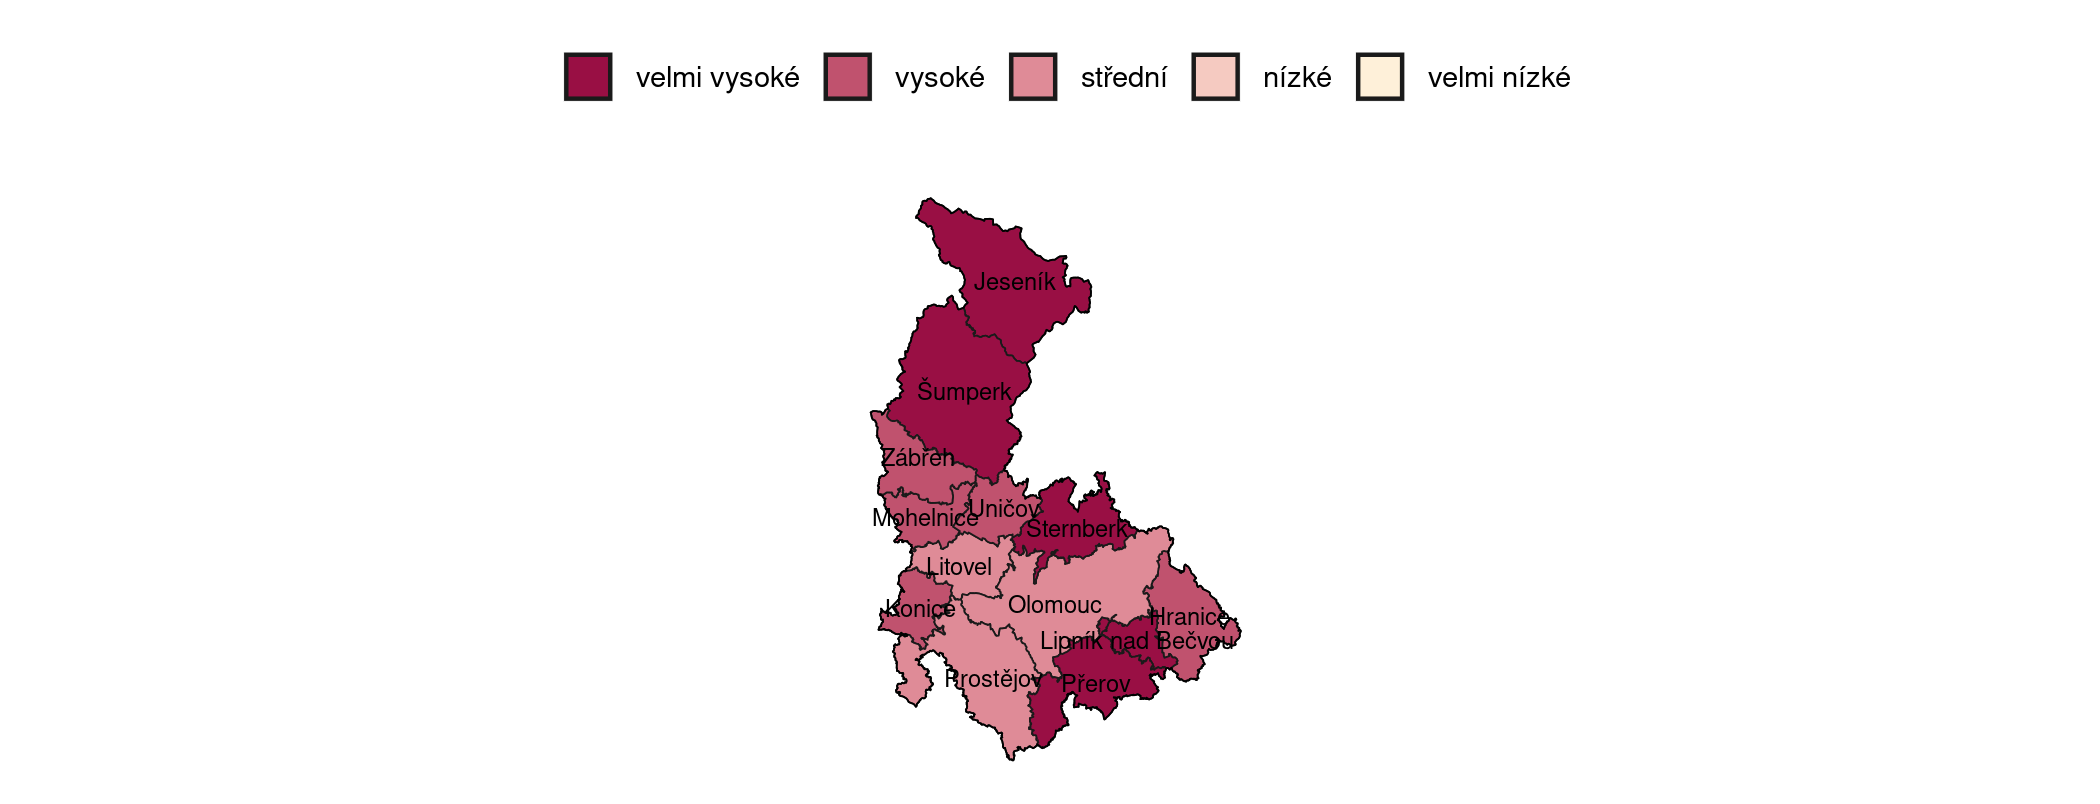 velmi vysoké vysoké střední nízké velmi nízké
Jeseník
Šumperk
Zábřeh
Uničov
Mohelnice
Šternberk
Litovel
Olomouc
Konice
Hranice
Lipník nad Bečvou
Prostějov
Přerov